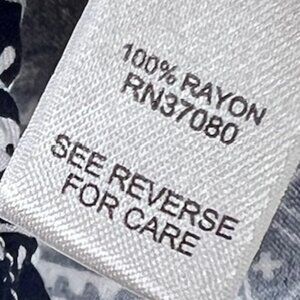 100% RAYON
RN37080
SEE REVERSE
FOR CARE